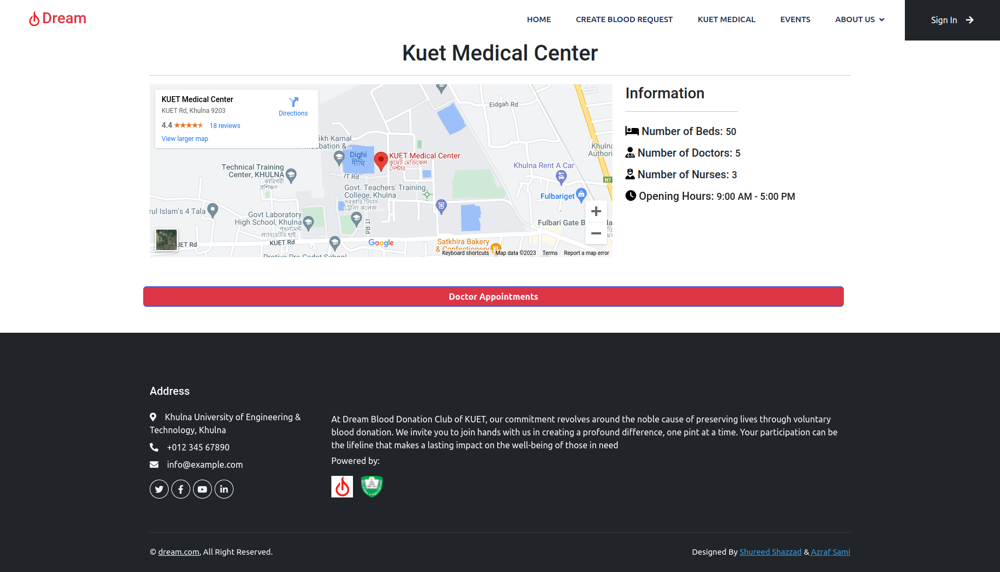 Dream
HOME
CREATE BLOOD REQUEST
KUET MEDICAL
EVENTS
ABOUT US
Sign In
Kuet Medical Center
KUET Medical Center
KUET Rd, Khulna 9203
4.4
18 reviews
View larger map
Directions
Eidgah Rd
ikh Kamal
Incubation &...
Dighi
দীঘি
KUET Medical Center
কুয়েট মেডিকেল
সেন্টার
Khulna
Authori
Technical Training
Center, KHULNA
কারিগরী
প্রশিক্ষণ...
IT Rd
Khulna Rent A Car
N7
Govt. Teachers' Training
College, Khulna
সরকারি টিচার্স
ট্রেনিং কলেজ...
Fulbariget
rul Islam's 4 Tala
Govt Laboratory
High School, Khulna
গভর্নমেন্ট
ল্যাবরেটরি হাই...
IT Rd
Fulbari Gate B
KUET Rd
UET Rd
Google
Satkhira Bakery
& Confectionery
Protiva Pre Cadet School
Keyboard shortcuts
Map data ©2023
Terms
Report a map error
Information
Number of Beds: 50
Number of Doctors: 5
Number of Nurses: 3
Opening Hours: 9:00 AM - 5:00 PM
Doctor Appointments
Address
Khulna University of Engineering &
Technology, Khulna
+012 345 67890
info@example.com
At Dream Blood Donation Club of KUET, our commitment revolves around the noble cause of preserving lives through voluntary
blood donation. We invite you to join hands with us in creating a profound difference, one pint at a time. Your participation can be
the lifeline that makes a lasting impact on the well-being of those in need
Powered by:
© dream.com, All Right Reserved.
Designed By Shureed Shazzad & Azraf Sami